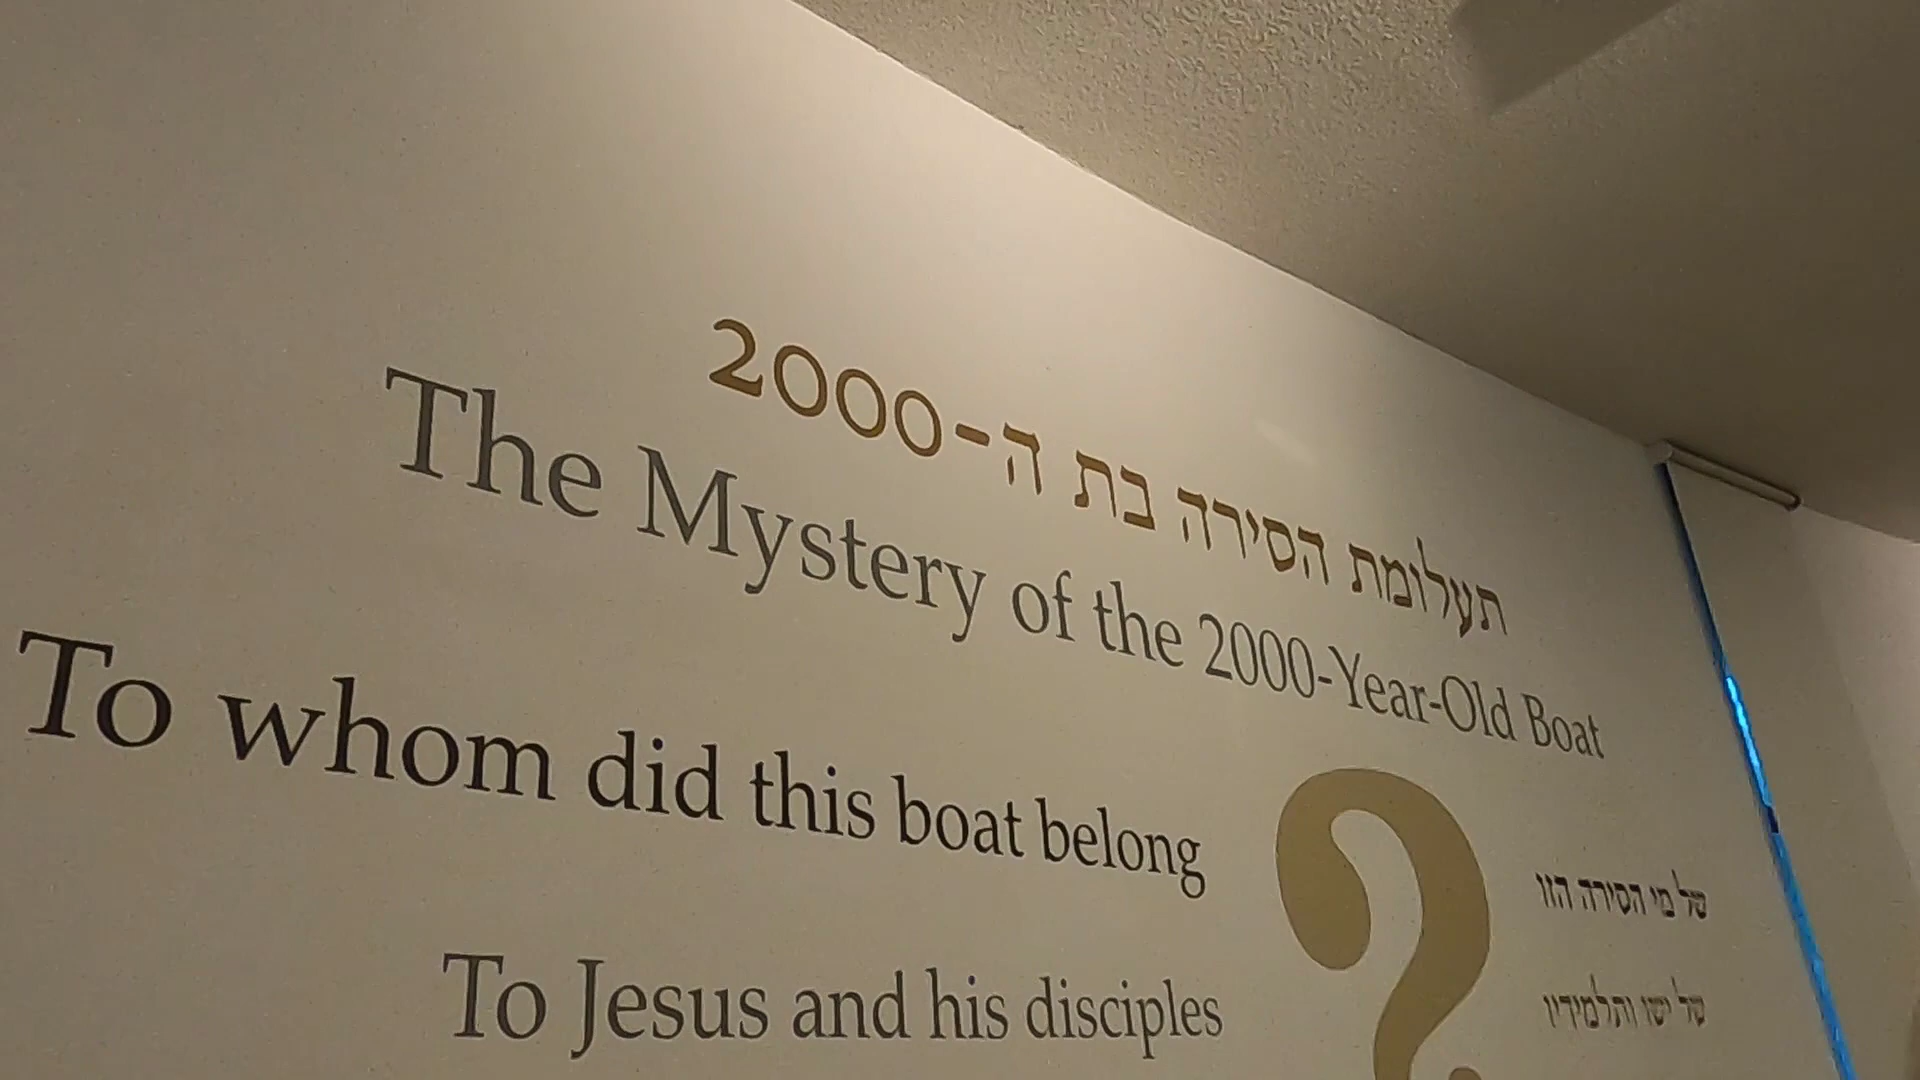 תעלומת הסירה בת ה-2000
The Mystery of the 2000-Year-Old Boat
To whom did this boat belong
?
של מי הסירה הזו
To Jesus and his disciples
של ישו ותלמידיו